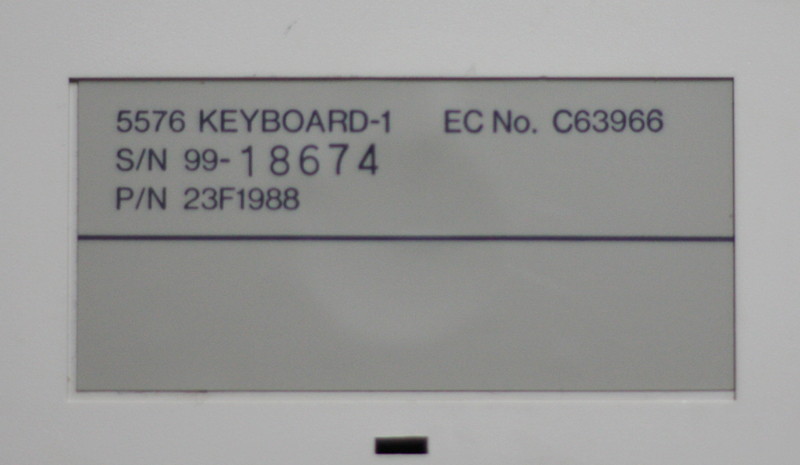 5576 KEYBOARD-1 EC No. C63966
S/N 99-18674
P/N 23F1988